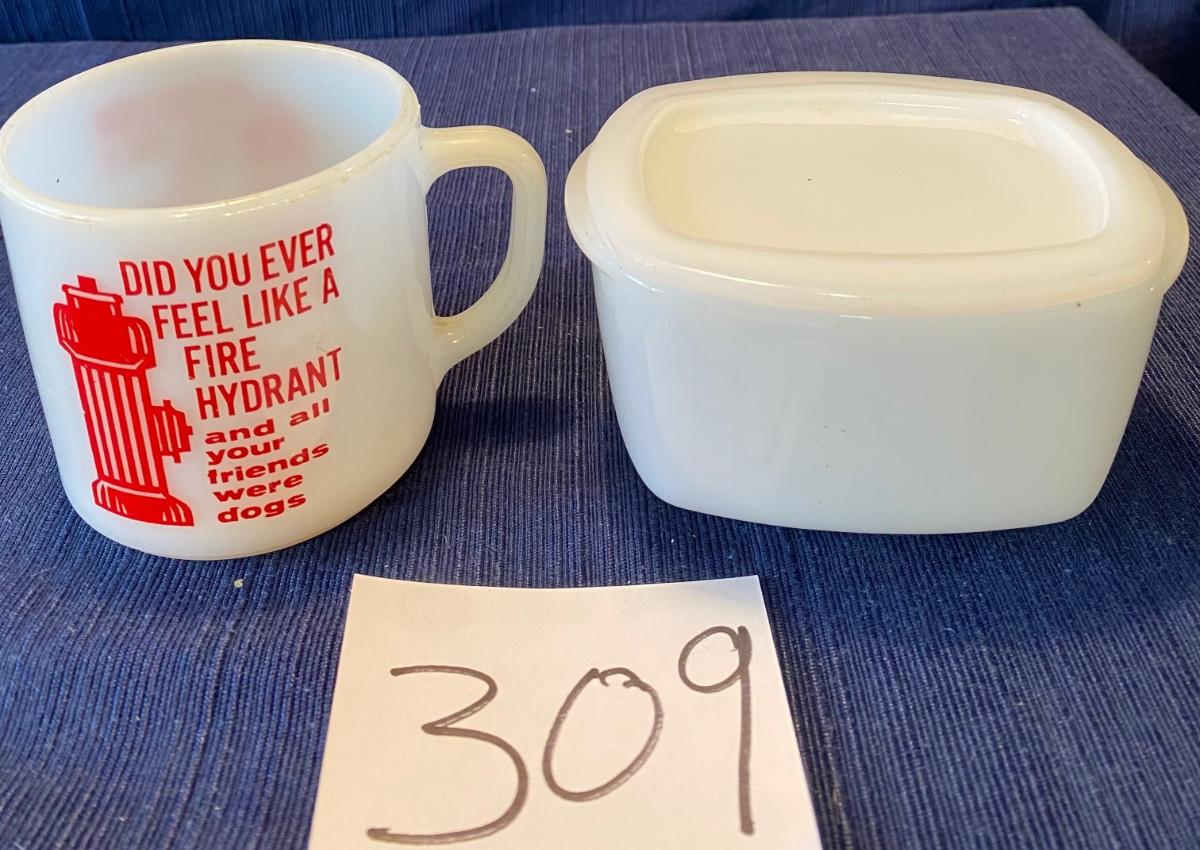 DID YOU EVER
FEEL LIKE A
FIRE
HYDRANT
and all
your
friends
were
dogs
309